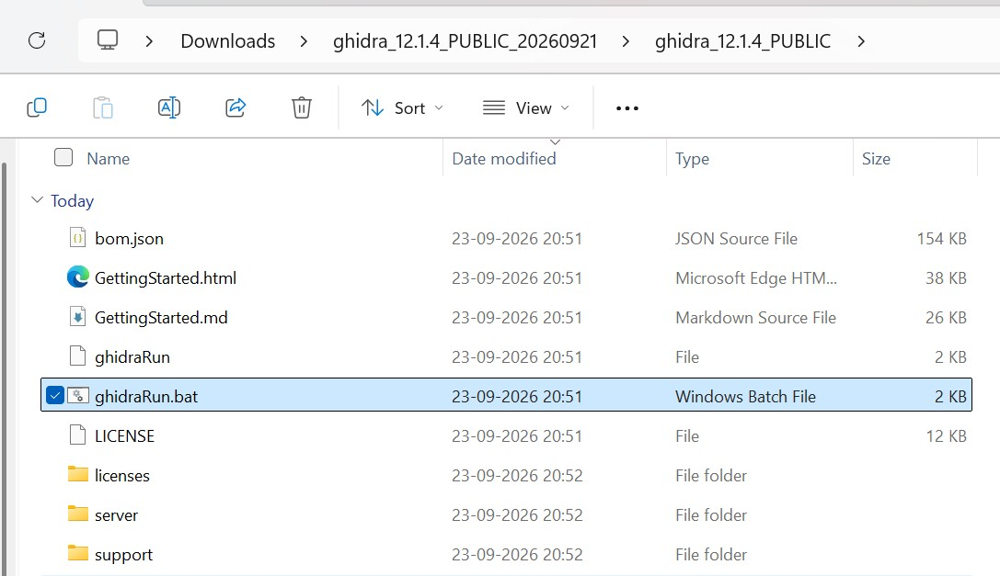 Downloads > ghidra_12.1.4_PUBLIC_20260921 > ghidra_12.1.4_PUBLIC >
Sort View
Name Date modified Type Size
Today
bom.json 23-09-2026 20:51 JSON Source File 154 KB
GettingStarted.html 23-09-2026 20:51 Microsoft Edge HTM... 38 KB
GettingStarted.md 23-09-2026 20:51 Markdown Source File 26 KB
ghidraRun 23-09-2026 20:51 File 2 KB
ghidraRun.bat 23-09-2026 20:51 Windows Batch File 2 KB
LICENSE 23-09-2026 20:51 File 12 KB
licenses 23-09-2026 20:52 File folder
server 23-09-2026 20:52 File folder
support 23-09-2026 20:52 File folder